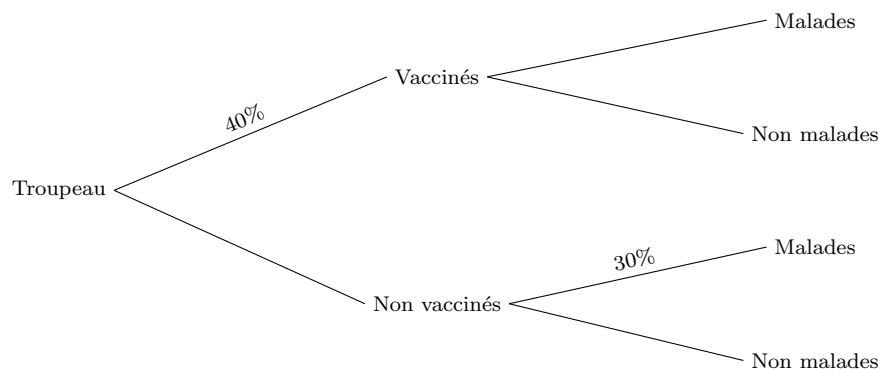 Malades
Vaccinés
40%
Non malades
Troupeau
Malades
30%
Non vaccinés
Non malades